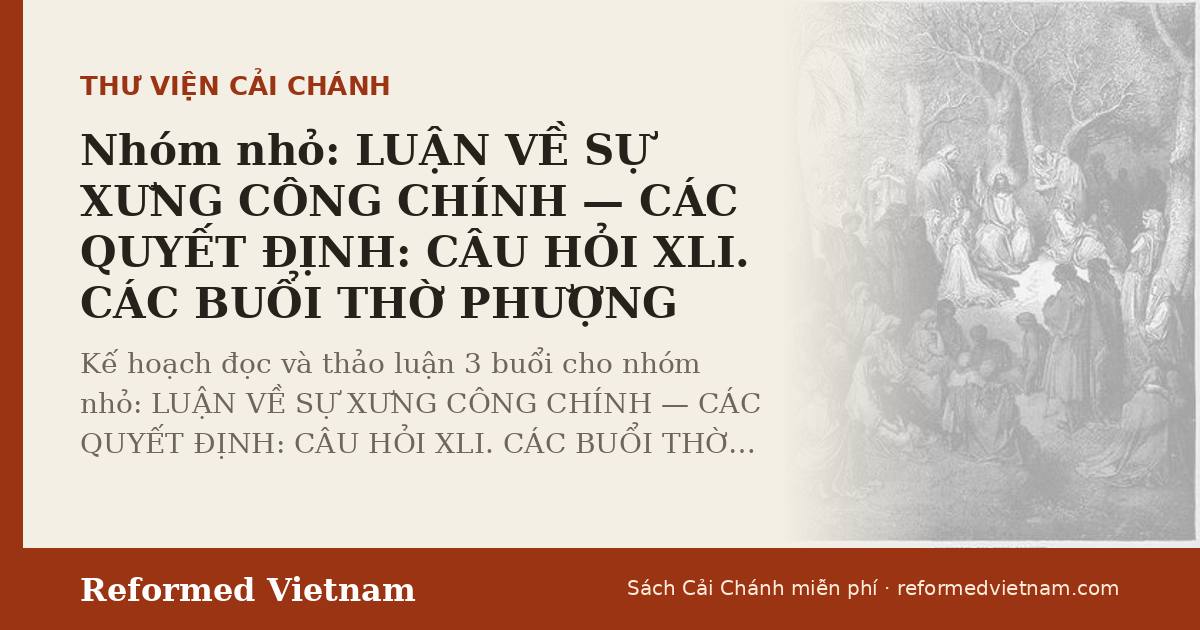 THƯ VIỆN CẢI CHÁNH
Nhóm nhỏ: LUẬN VỀ SỰ
XƯNG CÔNG CHÍNH — CÁC
QUYẾT ĐỊNH: CÂU HỎI XLI.
CÁC BUỔI THỜ PHƯỢNG
Kế hoạch đọc và thảo luận 3 buổi cho nhóm
nhỏ: LUẬN VỀ SỰ XƯNG CÔNG CHÍNH — CÁC
QUYẾT ĐỊNH: CÂU HỎI XLI. CÁC BUỔI THỜ...
Reformed Vietnam
Sách Cải Chánh miễn phí · reformedvietnam.com